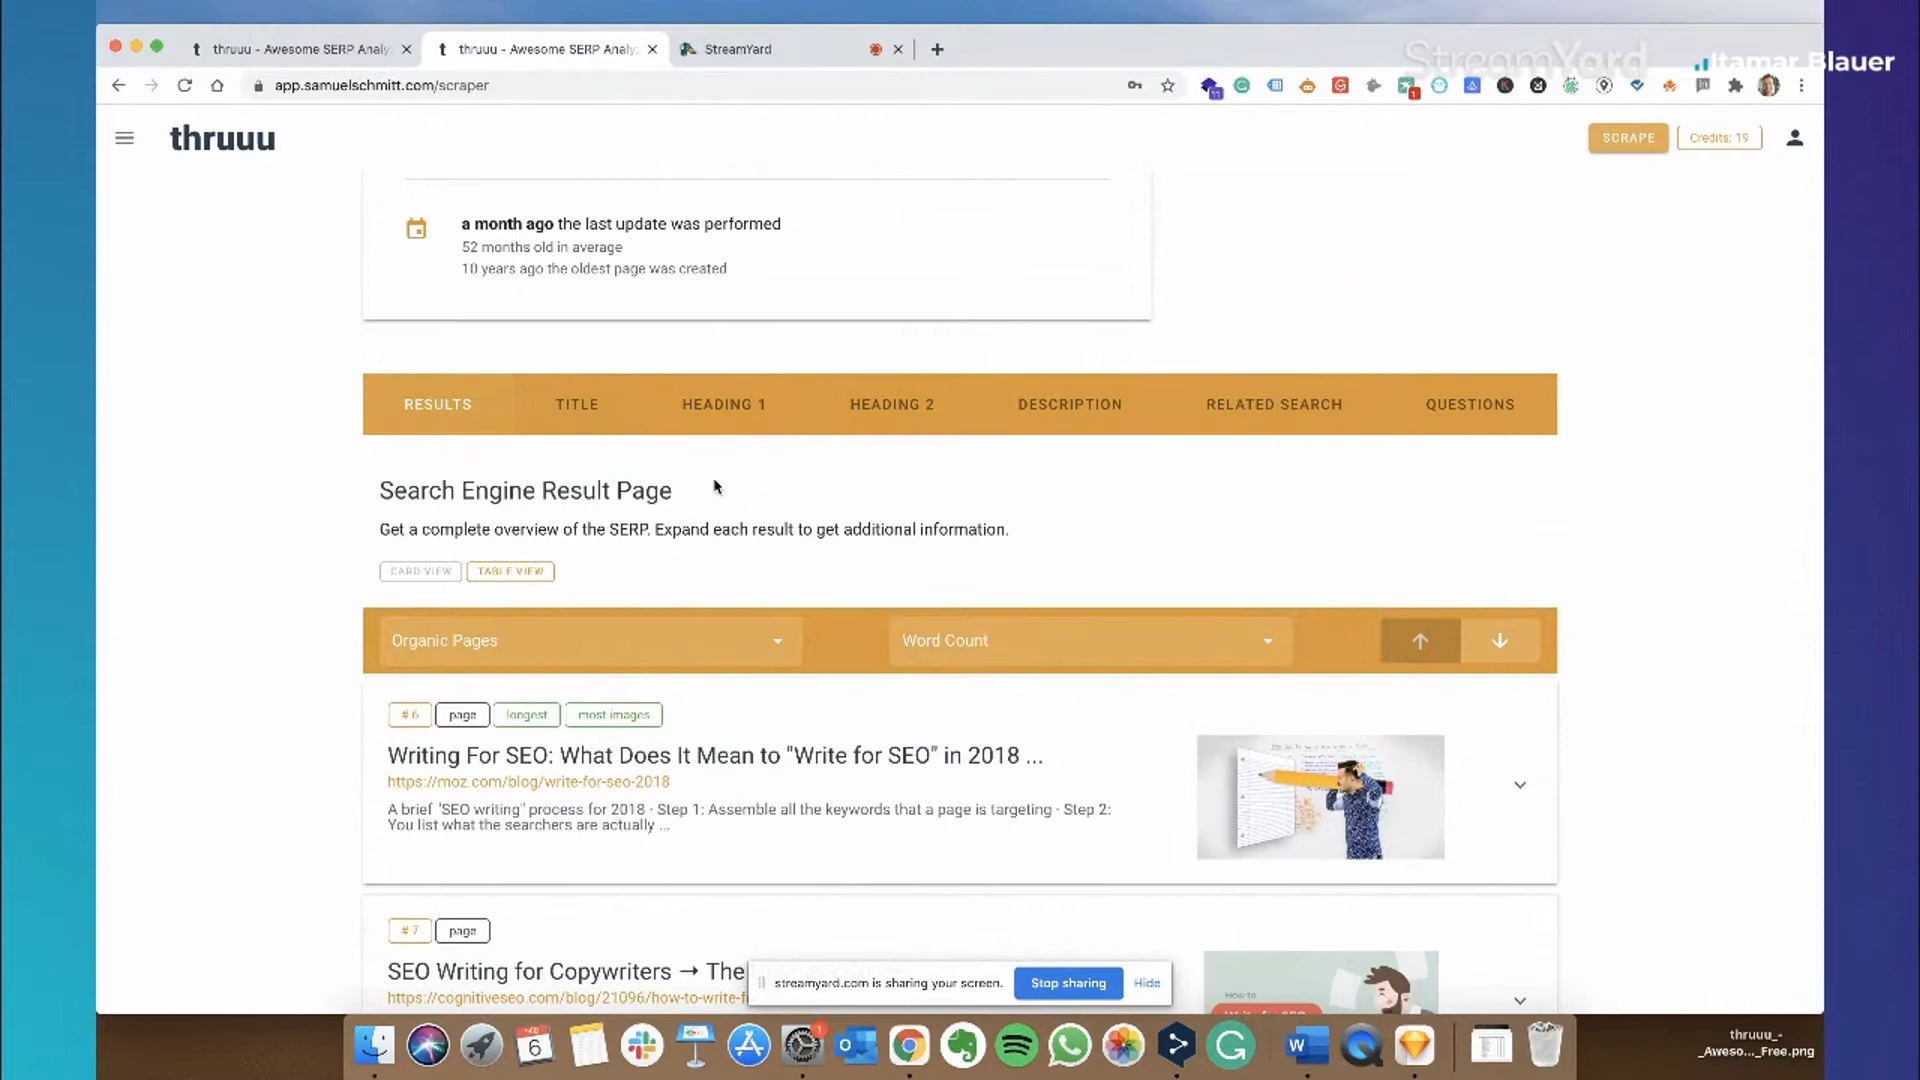 thruuu - Awesome SERP Analy
thruuu - Awesome SERP Analy
StreamYard
StreamYard
Itamar Blauer
app.samuelschmitt.com/scraper
thruuu
SCRAPE
Credits: 19
a month ago the last update was performed
52 months old in average
10 years ago the oldest page was created
RESULTS TITLE HEADING 1 HEADING 2 DESCRIPTION RELATED SEARCH QUESTIONS
Search Engine Result Page
Get a complete overview of the SERP. Expand each result to get additional information.
CARD VIEW TABLE VIEW
Organic Pages Word Count
#6 page longest most images
Writing For SEO: What Does It Mean to "Write for SEO" in 2018 ...
https://moz.com/blog/write-for-seo-2018
A brief "SEO writing" process for 2018 · Step 1: Assemble all the keywords that a page is targeting · Step 2:
You list what the searchers are actually ...
#7 page
SEO Writing for Copywriters → The
https://cognitiveseo.com/blog/21096/how-to-write-f
How to
streamyard.com is sharing your screen. Stop sharing Hide
6
1
thruuu_-
_Aweso..._Free.png